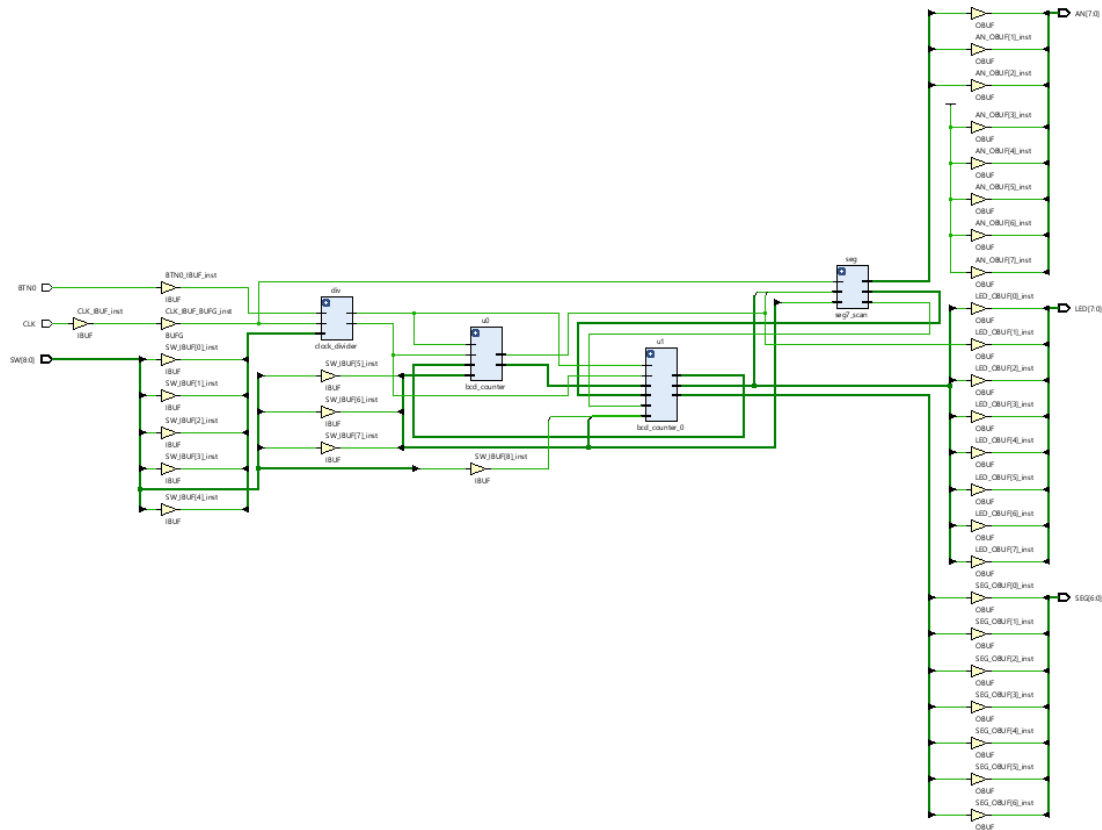 OBUF
AN[7:0]
AN_OBUF[1]_inst
OBUF
AN_OBUF[2]_inst
OBUF
AN_OBUF[3]_inst
OBUF
AN_OBUF[4]_inst
OBUF
AN_OBUF[5]_inst
OBUF
AN_OBUF[6]_inst
OBUF
AN_OBUF[7]_inst
OBUF
BTN0
BTN0_IBUF_inst
IBUF
CLK
CLK_IBUF_inst
IBUF
CLK_IBUF_BUFG_inst
BUFG
SW[8:0]
SW_IBUF[0]_inst
IBUF
SW_IBUF[1]_inst
IBUF
SW_IBUF[2]_inst
IBUF
SW_IBUF[3]_inst
IBUF
SW_IBUF[4]_inst
IBUF
div
clock_divider
SW_IBUF[5]_inst
IBUF
SW_IBUF[6]_inst
IBUF
SW_IBUF[7]_inst
IBUF
u0
bcd_counter
SW_IBUF[8]_inst
IBUF
u1
bcd_counter_0
seg
seg7_scan
LED_OBUF[0]_inst
OBUF
LED[7:0]
LED_OBUF[1]_inst
OBUF
LED_OBUF[2]_inst
OBUF
LED_OBUF[3]_inst
OBUF
LED_OBUF[4]_inst
OBUF
LED_OBUF[5]_inst
OBUF
LED_OBUF[6]_inst
OBUF
LED_OBUF[7]_inst
OBUF
SEG_OBUF[0]_inst
OBUF
SEG[6:0]
SEG_OBUF[1]_inst
OBUF
SEG_OBUF[2]_inst
OBUF
SEG_OBUF[3]_inst
OBUF
SEG_OBUF[4]_inst
OBUF
SEG_OBUF[5]_inst
OBUF
SEG_OBUF[6]_inst
OBUF